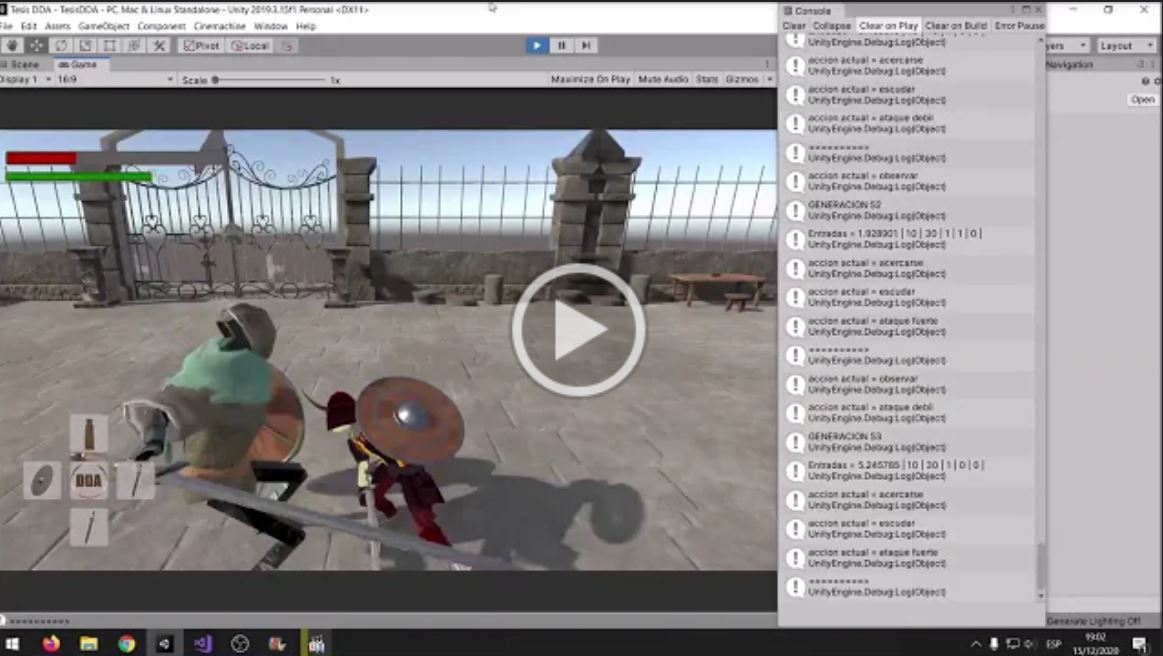 Tesis DDA - TesisDDA - PC, Mac & Linux Standalone - Unity 2019.3.15f1 Personal <DX11>
File Edit Assets GameObject Component Cinemachine Window Help
Pivot Local
Layout
Scene Game
Display 1 16:9 Scale 1x Maximize On Play Mute Audio Stats Gizmos
Console
Clear Collapse Clear on Play Clear on Build Error Pause
Navigation
Open
UnityEngine.Debug:Log(Object)
accion actual = acercarse
UnityEngine.Debug:Log(Object)
accion actual = escudar
UnityEngine.Debug:Log(Object)
accion actual = ataque debil
UnityEngine.Debug:Log(Object)
==========>
UnityEngine.Debug:Log(Object)
accion actual = observar
UnityEngine.Debug:Log(Object)
GENERACION 52
UnityEngine.Debug:Log(Object)
Entradas = 1.928901 | 10 | 30 | 1 | 1 | 0 |
UnityEngine.Debug:Log(Object)
accion actual = acercarse
UnityEngine.Debug:Log(Object)
accion actual = escudar
UnityEngine.Debug:Log(Object)
accion actual = ataque fuerte
UnityEngine.Debug:Log(Object)
==========>
UnityEngine.Debug:Log(Object)
accion actual = observar
UnityEngine.Debug:Log(Object)
accion actual = ataque debil
UnityEngine.Debug:Log(Object)
GENERACION 53
UnityEngine.Debug:Log(Object)
Entradas = 5.245785 | 10 | 30 | 1 | 0 | 0 |
UnityEngine.Debug:Log(Object)
accion actual = acercarse
UnityEngine.Debug:Log(Object)
accion actual = escudar
UnityEngine.Debug:Log(Object)
accion actual = ataque fuerte
UnityEngine.Debug:Log(Object)
==========>
UnityEngine.Debug:Log(Object)
DDA
==========>
Generate Lighting Off
ESP
19:02
15/12/2020